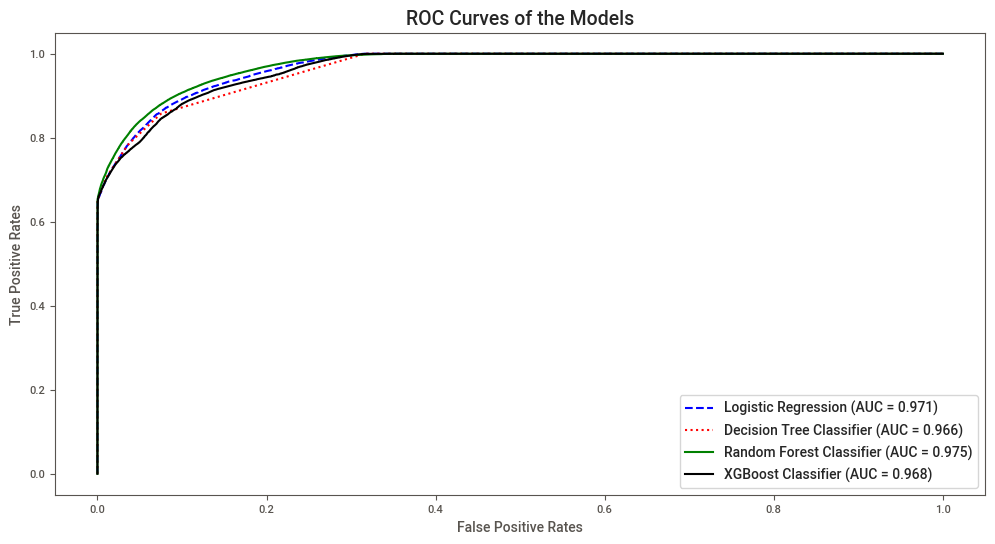 ROC Curves of the Models
True Positive Rates
1.0
0.8
0.6
0.4
0.2
0.0
Logistic Regression (AUC = 0.971)
Decision Tree Classifier (AUC = 0.966)
Random Forest Classifier (AUC = 0.975)
XGBoost Classifier (AUC = 0.968)
0.0 0.2 0.4 0.6 0.8 1.0
False Positive Rates